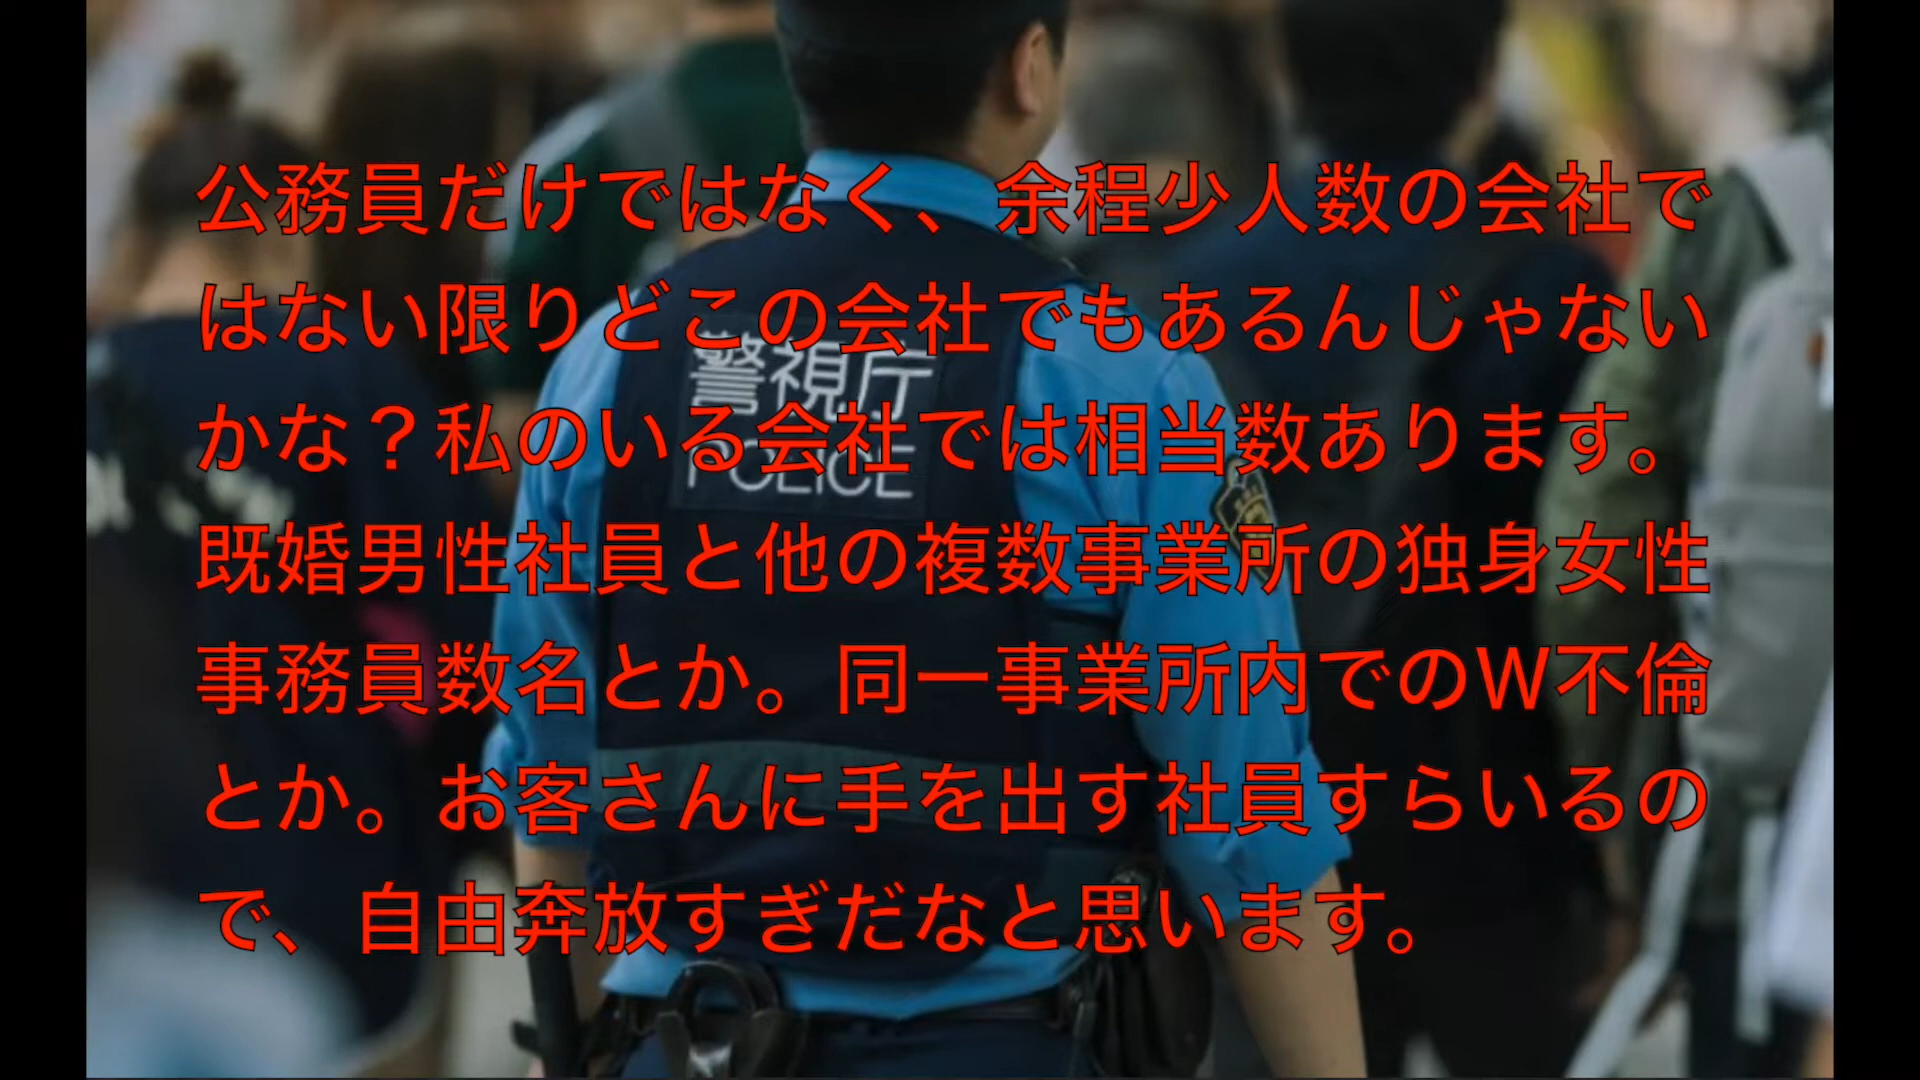 公務員だけではなく、余程少人数の会社で
はない限りどこの会社でもあるんじゃない
かな？私のいる会社では相当数あります。
既婚男性社員と他の複数事業所の独身女性
事務員数名とか。同一事業所内でのW不倫
とか。お客さんに手を出す社員すらいるの
で、自由奔放すぎだなと思います。
警視庁
POLICE